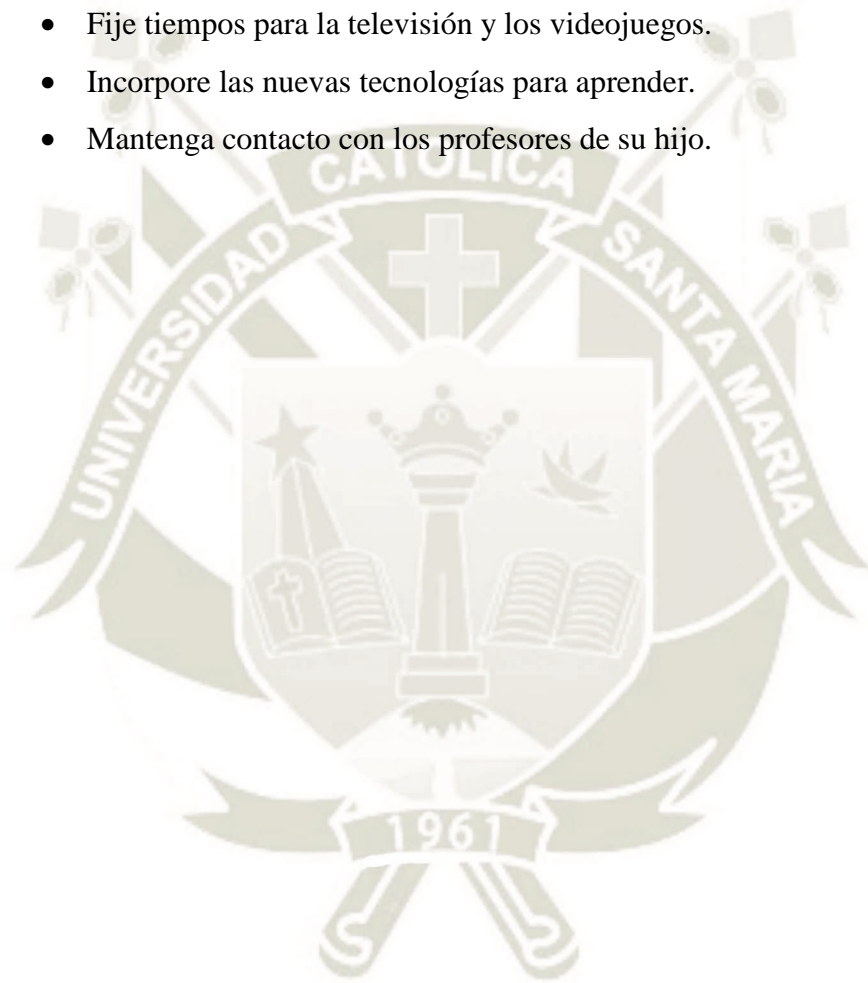 • Fije tiempos para la televisión y los videojuegos.
• Incorpore las nuevas tecnologías para aprender.
• Mantenga contacto con los profesores de su hijo.
CATOLICA
UNIVERSIDAD
SANTA MARIA
1961